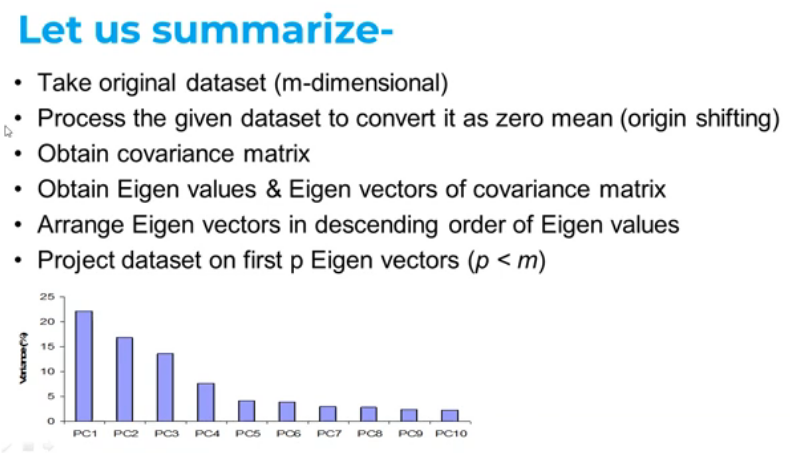 Let us summarize-
• Take original dataset (m-dimensional)
• Process the given dataset to convert it as zero mean (origin shifting)
• Obtain covariance matrix
• Obtain Eigen values & Eigen vectors of covariance matrix
• Arrange Eigen vectors in descending order of Eigen values
• Project dataset on first p Eigen vectors (p < m)
25
20
15
10
5
0
Variance(%)
PC1 PC2 PC3 PC4 PC5 PC6 PC7 PC8 PC9 PC10